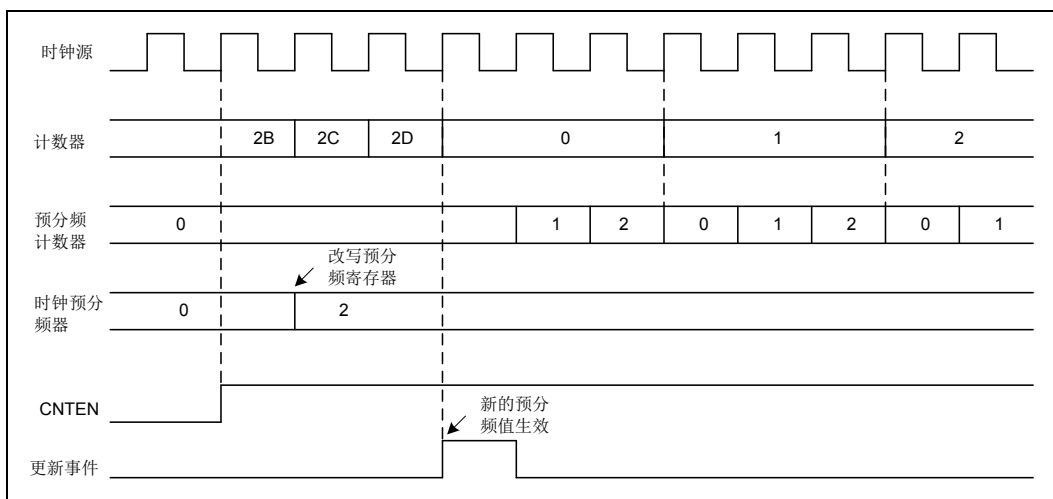 时钟源
计数器
2B 2C 2D 0 1 2
预分频
计数器
0 1 2 0 1 2 0 1
改写预分
频寄存器
时钟预分
频器
0 2
CNTEN
新的预分
频值生效
更新事件